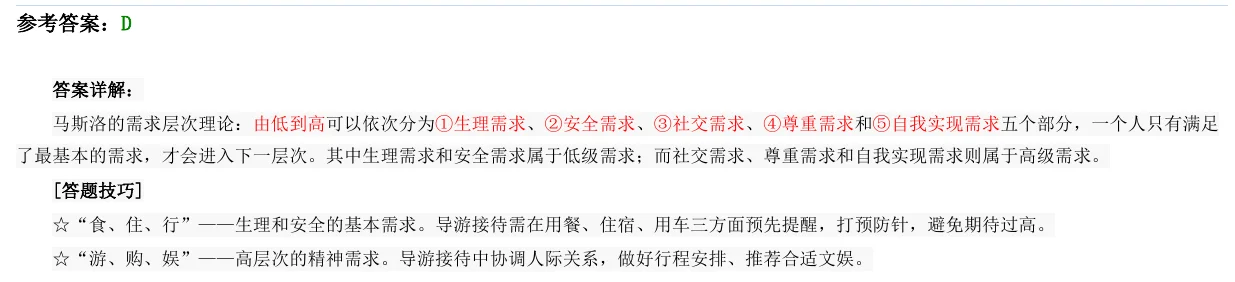 参考答案：D
答案详解：
马斯洛的需求层次理论：由低到高可以依次分为①生理需求、②安全需求、③社交需求、④尊重需求和⑤自我实现需求五个部分，一个人只有满足
了最基本的需求，才会进入下一层次。其中生理需求和安全需求属于低级需求；而社交需求、尊重需求和自我实现需求则属于高级需求。
[答题技巧]
☆“食、住、行”——生理和安全的基本需求。导游接待需在用餐、住宿、用车三方面预先提醒，打预防针，避免期待过高。
☆“游、购、娱”——高层次的精神需求。导游接待中协调人际关系，做好行程安排、推荐合适文娱。